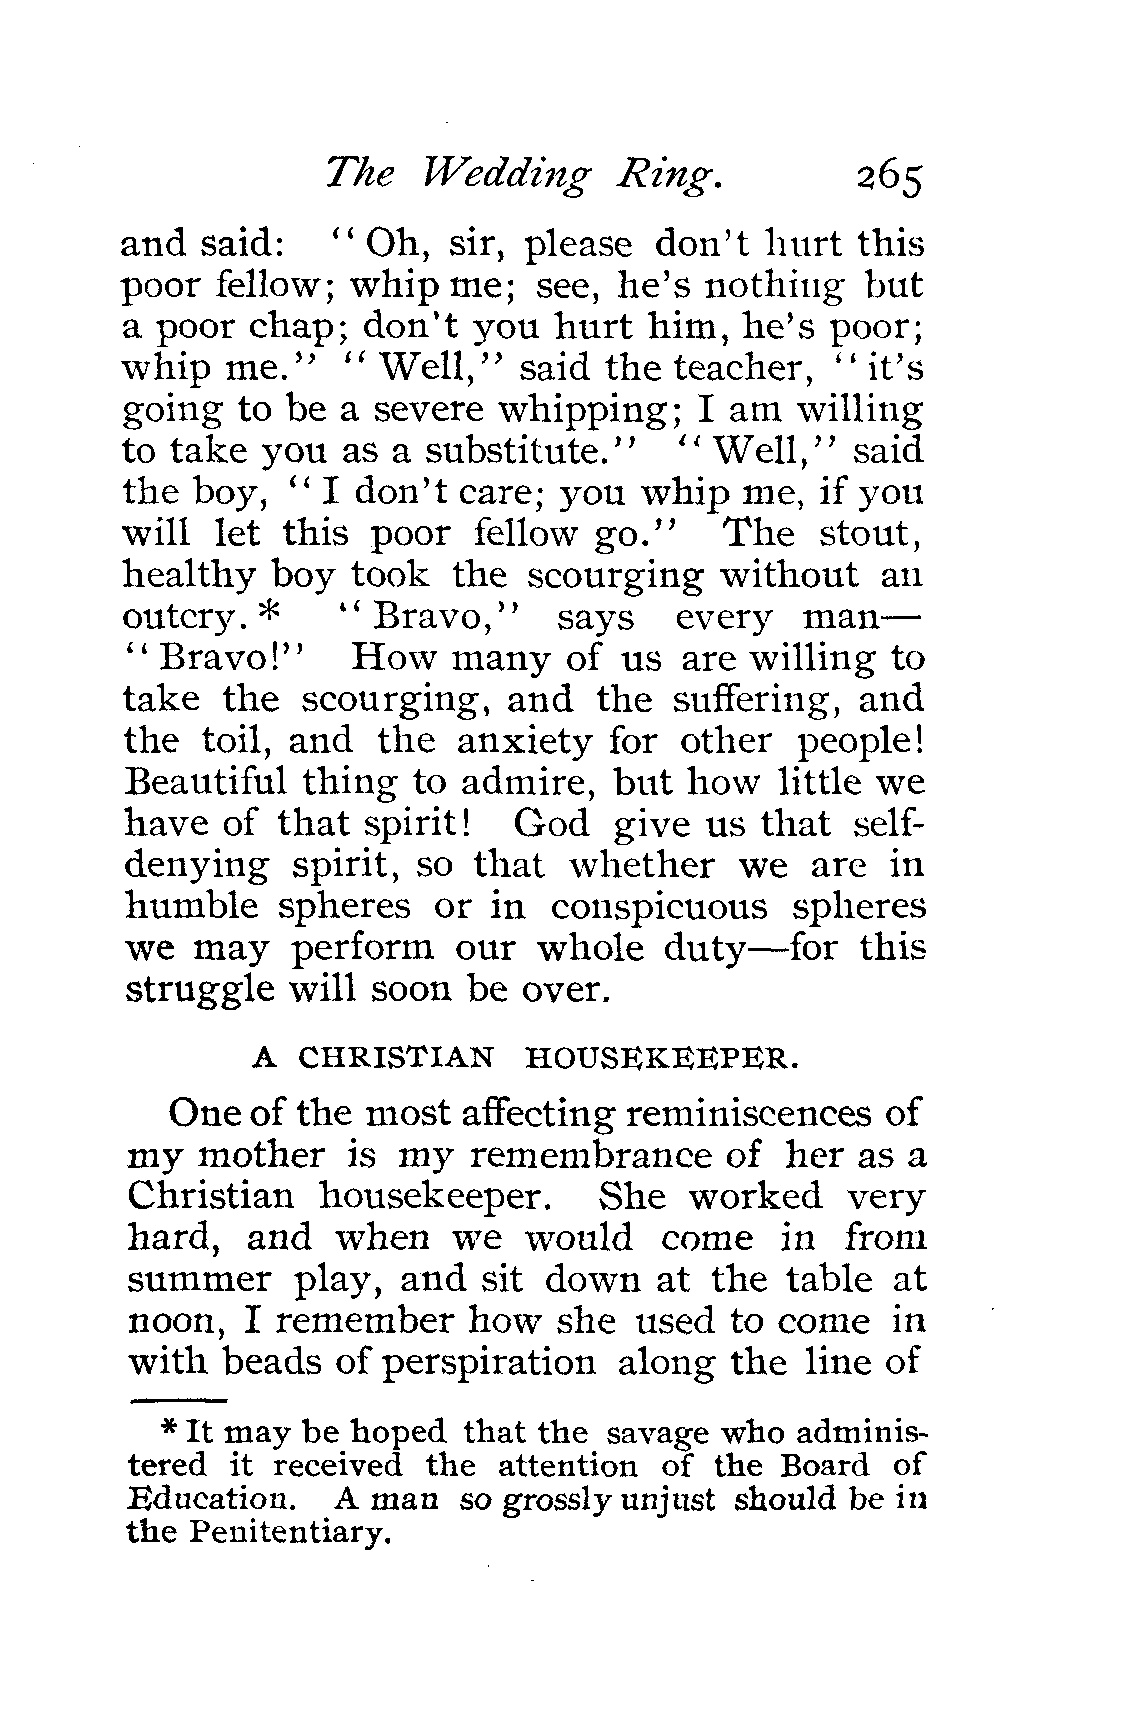 The Wedding Ring. 265
and said: "Oh, sir, please don't hurt this
poor fellow; whip me; see, he's nothing but
a poor chap; don't you hurt him, he's poor;
whip me." "Well," said the teacher, "it's
going to be a severe whipping; I am willing
to take you as a substitute." "Well," said
the boy, "I don't care; you whip me, if you
will let this poor fellow go." The stout,
healthy boy took the scourging without an
outcry.* "Bravo," says every man—
"Bravo!" How many of us are willing to
take the scourging, and the suffering, and
the toil, and the anxiety for other people!
Beautiful thing to admire, but how little we
have of that spirit! God give us that self-
denying spirit, so that whether we are in
humble spheres or in conspicuous spheres
we may perform our whole duty—for this
struggle will soon be over.
A CHRISTIAN HOUSEKEEPER.
One of the most affecting reminiscences of
my mother is my remembrance of her as a
Christian housekeeper. She worked very
hard, and when we would come in from
summer play, and sit down at the table at
noon, I remember how she used to come in
with beads of perspiration along the line of
* It may be hoped that the savage who adminis-
tered it received the attention of the Board of
Education. A man so grossly unjust should be in
the Penitentiary.